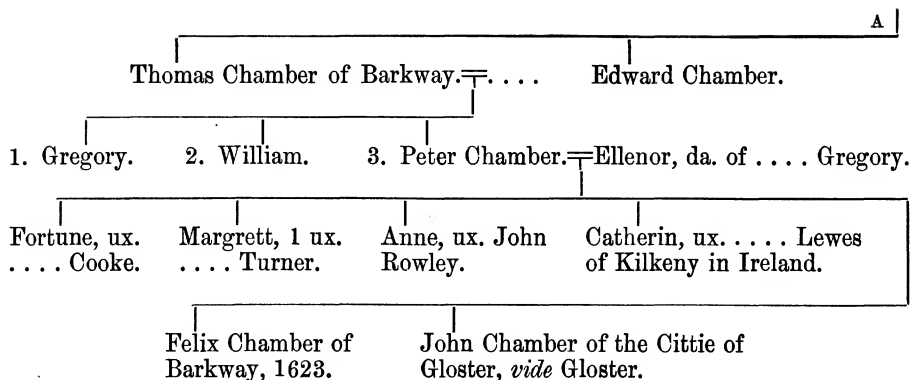 A
Thomas Chamber of Barkway.=. . . . Edward Chamber.
1. Gregory. 2. William. 3. Peter Chamber.=Ellenor, da. of . . . . Gregory.
Fortune, ux. Margrett, 1 ux. Anne, ux. John Catherin, ux. . . . . . Lewes
. . . . Cooke. . . . . Turner. Rowley. of Kilkeny in Ireland.
Felix Chamber of John Chamber of the Cittie of
Barkway, 1623. Gloster, vide Gloster.